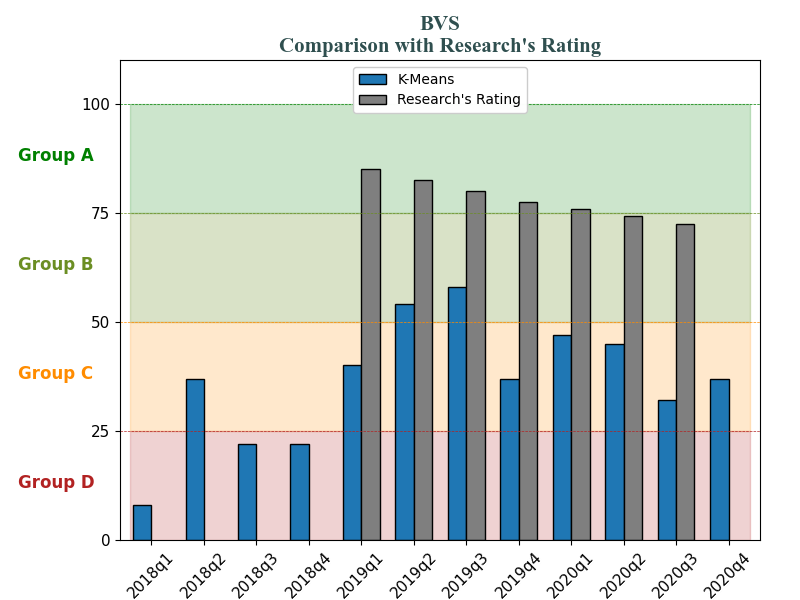 BVS
Comparison with Research's Rating
K-Means
Research's Rating
100
Group A
75
Group B
50
Group C
25
Group D
0
2018q1
2018q2
2018q3
2018q4
2019q1
2019q2
2019q3
2019q4
2020q1
2020q2
2020q3
2020q4